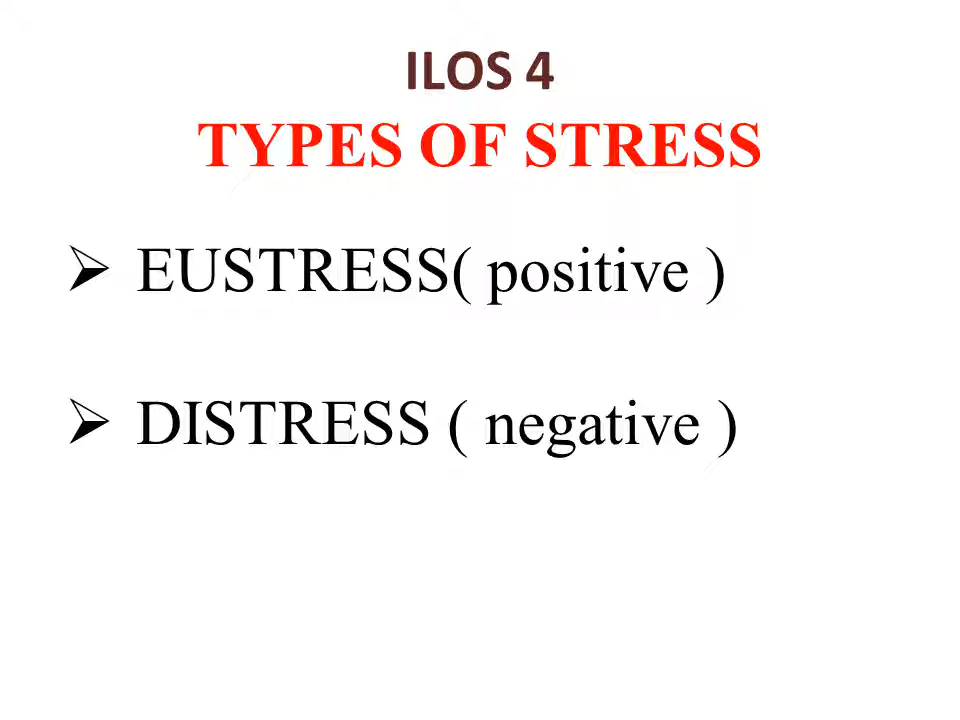 ILOS 4
TYPES OF STRESS
➢ EUSTRESS( positive )
➢ DISTRESS ( negative )